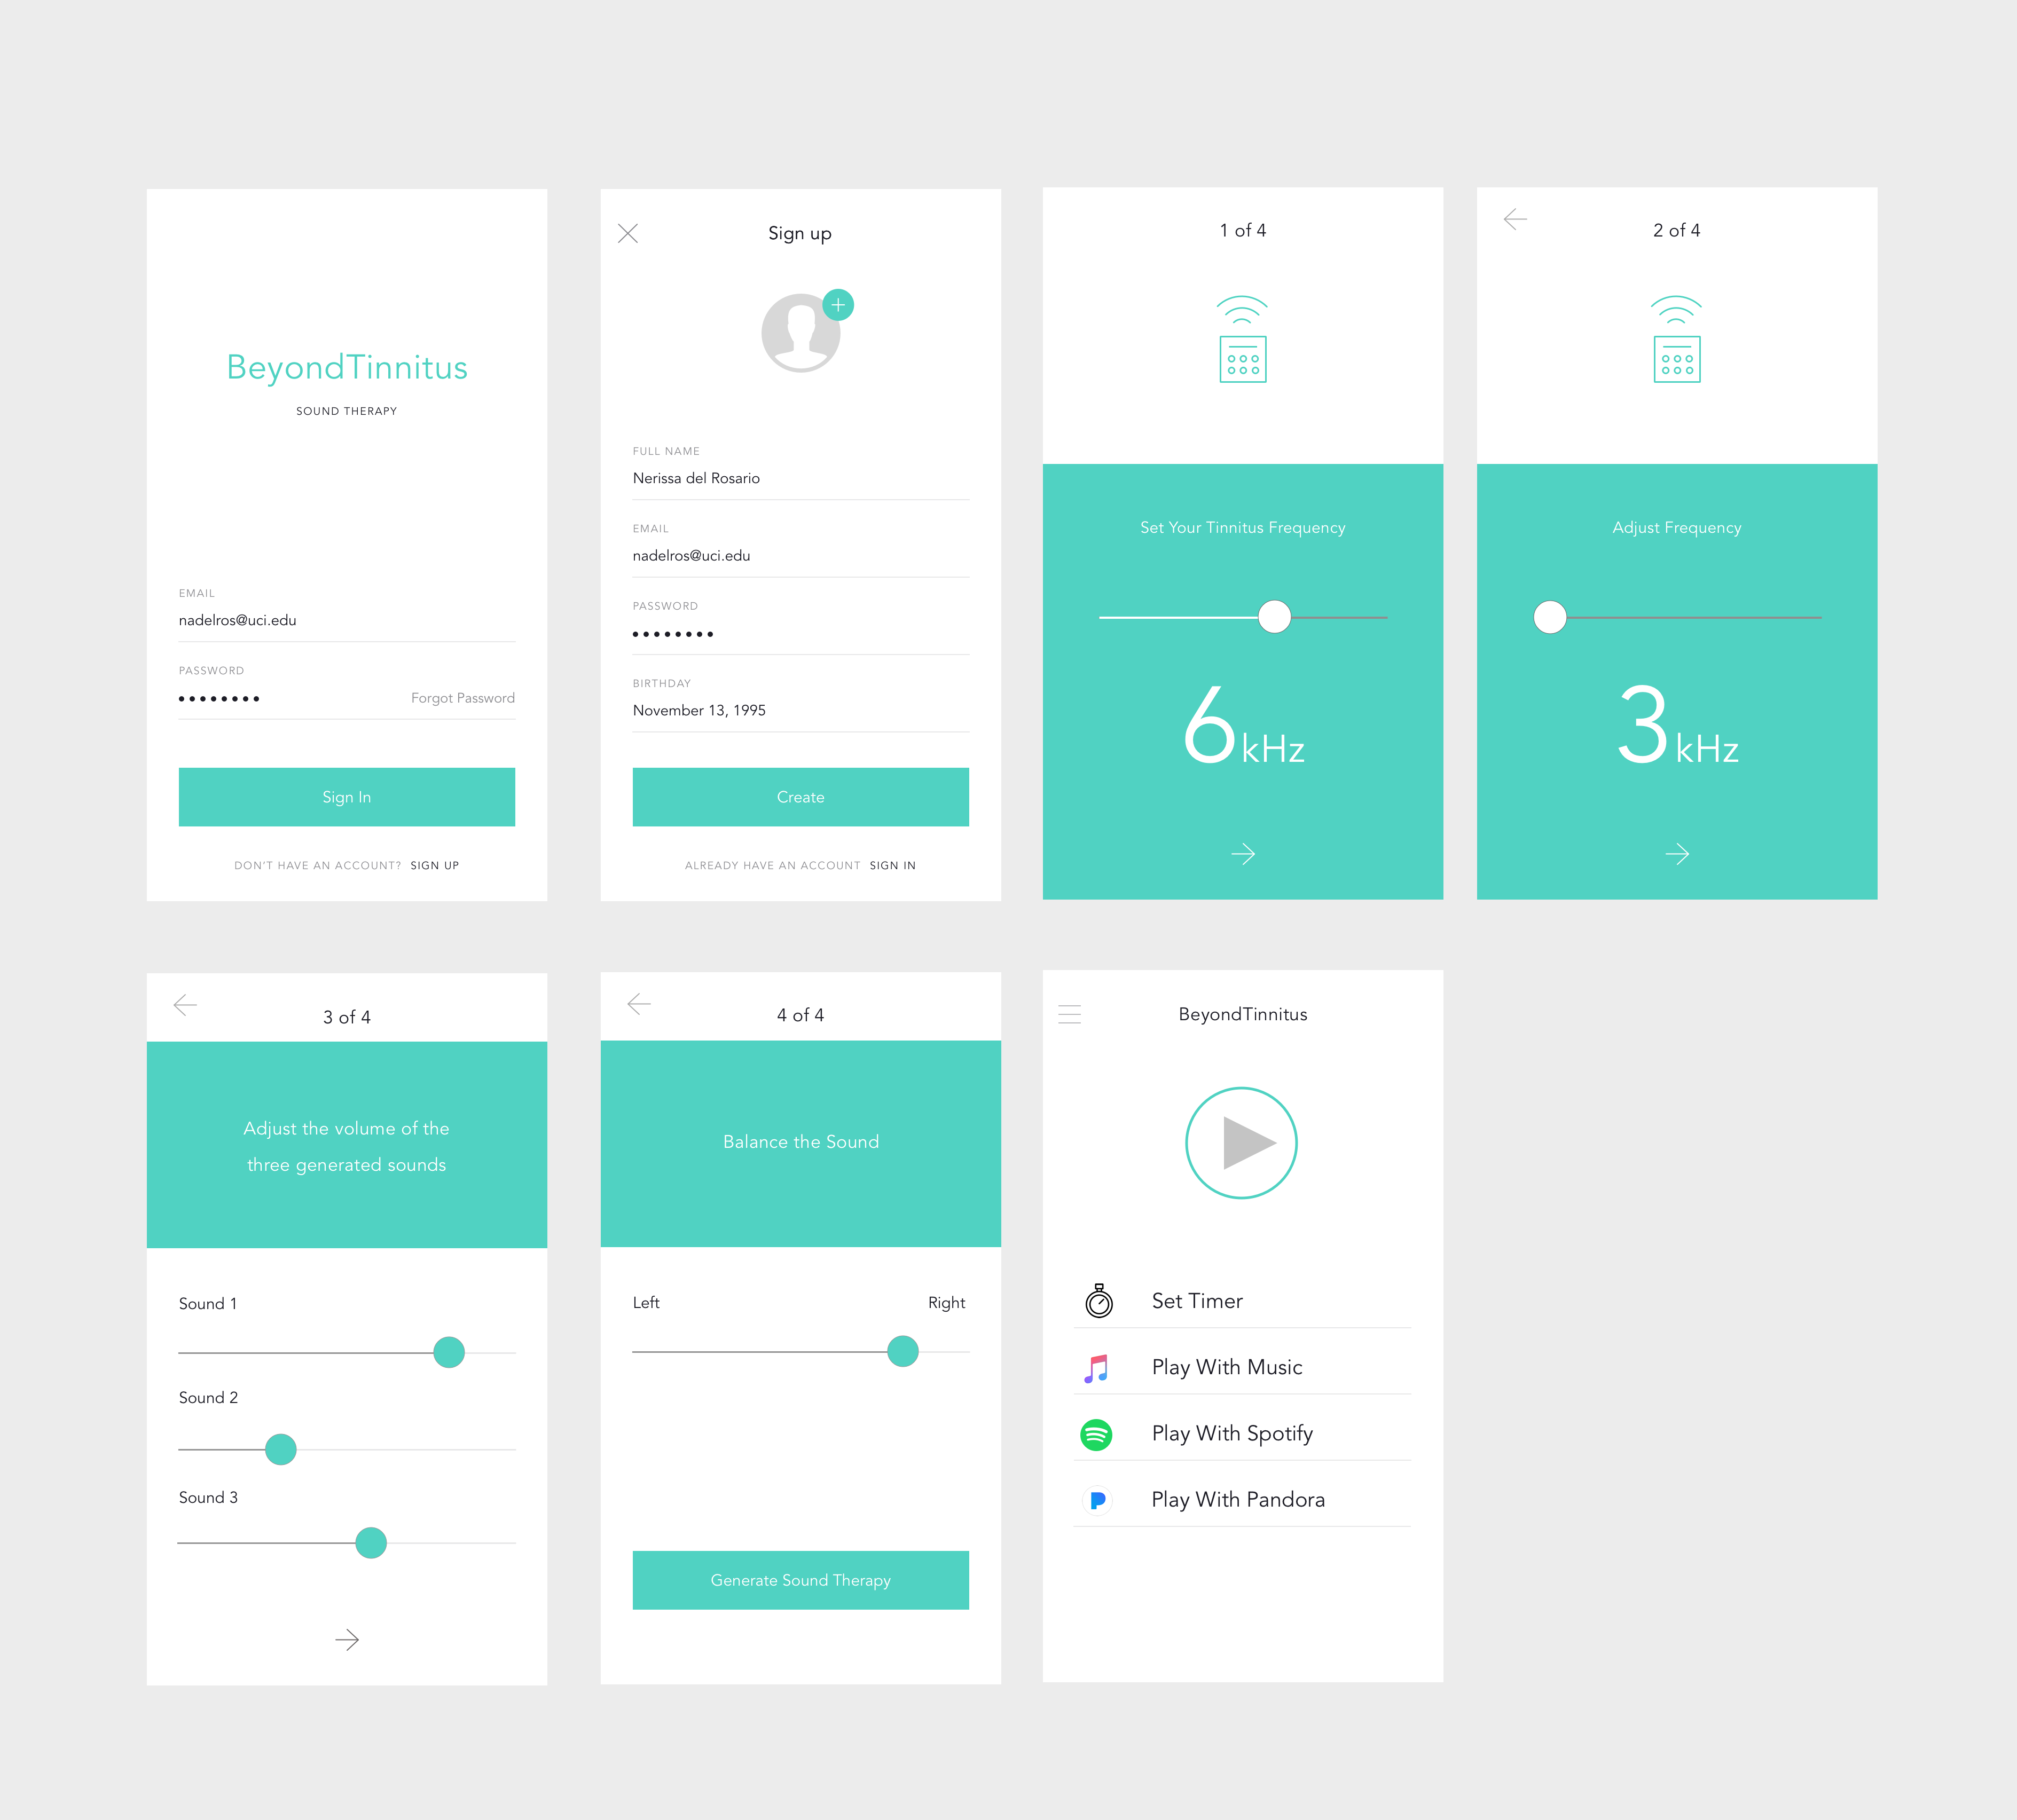 BeyondTinnitus
SOUND THERAPY
EMAIL
nadelros@uci.edu
PASSWORD
Forgot Password
Sign In
DON'T HAVE AN ACCOUNT? SIGN UP
Sign up
FULL NAME
Nerissa del Rosario
EMAIL
nadelros@uci.edu
PASSWORD
BIRTHDAY
November 13, 1995
Create
ALREADY HAVE AN ACCOUNT SIGN IN
1 of 4
Set Your Tinnitus Frequency
6 kHz
2 of 4
Adjust Frequency
3 kHz
3 of 4
Adjust the volume of the
three generated sounds
Sound 1
Sound 2
Sound 3
4 of 4
Balance the Sound
Left Right
Generate Sound Therapy
BeyondTinnitus
Set Timer
Play With Music
Play With Spotify
Play With Pandora